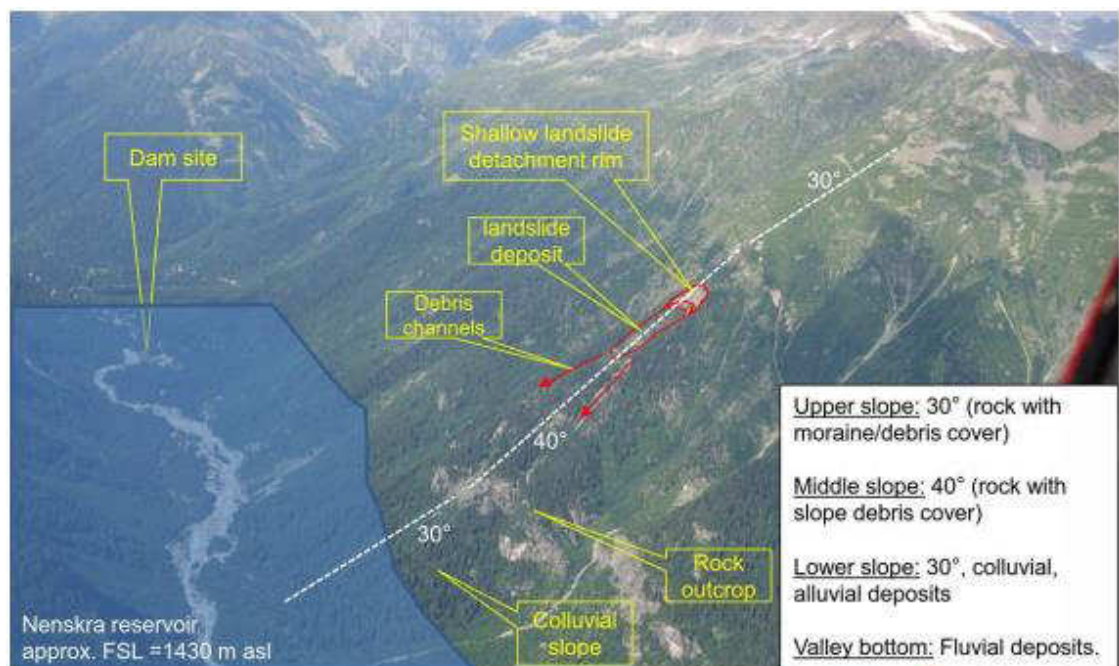 Dam site
Shallow landslide
detachment rim
30°
landslide
deposit
Debris
channels
40°
30°
Rock
outcrop
Colluvial
slope
Nenskra reservoir
approx. FSL =1430 m asl
Upper slope: 30° (rock with
moraine/debris cover)
Middle slope: 40° (rock with
slope debris cover)
Lower slope: 30°, colluvial,
alluvial deposits
Valley bottom: Fluvial deposits.